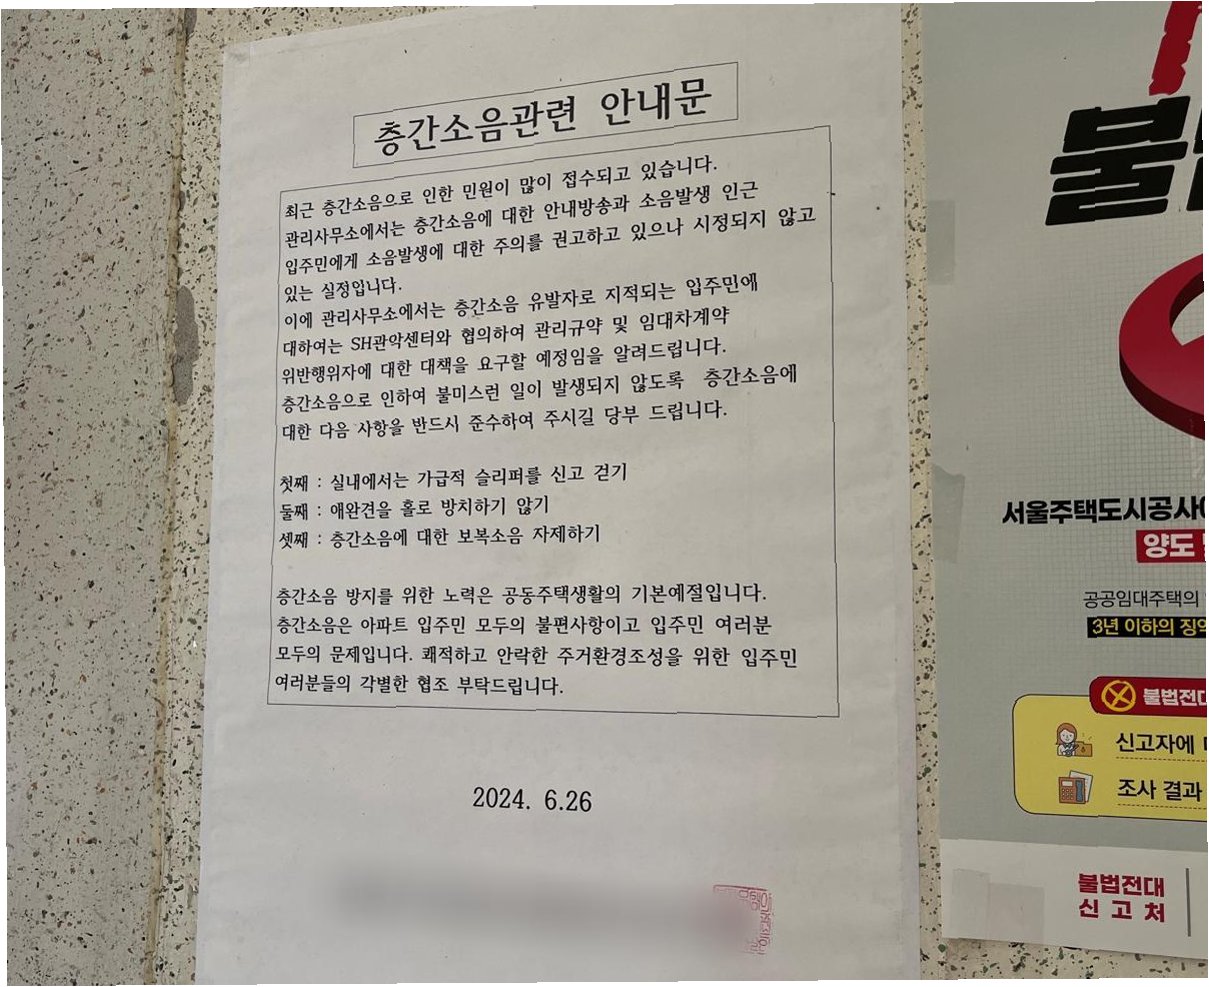 층간소음관련 안내문
최근 층간소음으로 인한 민원이 많이 접수되고 있습니다.
관리사무소에서는 층간소음에 대한 안내방송과 소음발생 인근
입주민에게 소음발생에 대한 주의를 권고하고 있으나 시정되지 않고
있는 실정입니다.
이에 관리사무소에서는 층간소음 유발자로 지적되는 입주민에
대하여는 SH관악센터와 협의하여 관리규약 및 임대차계약
위반행위자에 대한 대책을 요구할 예정임을 알려드립니다.
층간소음으로 인하여 불미스런 일이 발생되지 않도록 층간소음에
대한 다음 사항을 반드시 준수하여 주시길 당부 드립니다.
첫째 : 실내에서는 가급적 슬리퍼를 신고 걷기
둘째 : 애완견을 홀로 방치하기 않기
셋째 : 층간소음에 대한 보복소음 자제하기
층간소음 방지를 위한 노력은 공동주택생활의 기본예절입니다.
층간소음은 아파트 입주민 모두의 불편사항이고 입주민 여러분
모두의 문제입니다. 쾌적하고 안락한 주거환경조성을 위한 입주민
여러분들의 각별한 협조 부탁드립니다.
2024. 6.26
불
서울주택도시공사
양도
공공임대주택의
3년 이하의 징역
불법전대
신고자에
조사 결과
불법전대
신 고 처